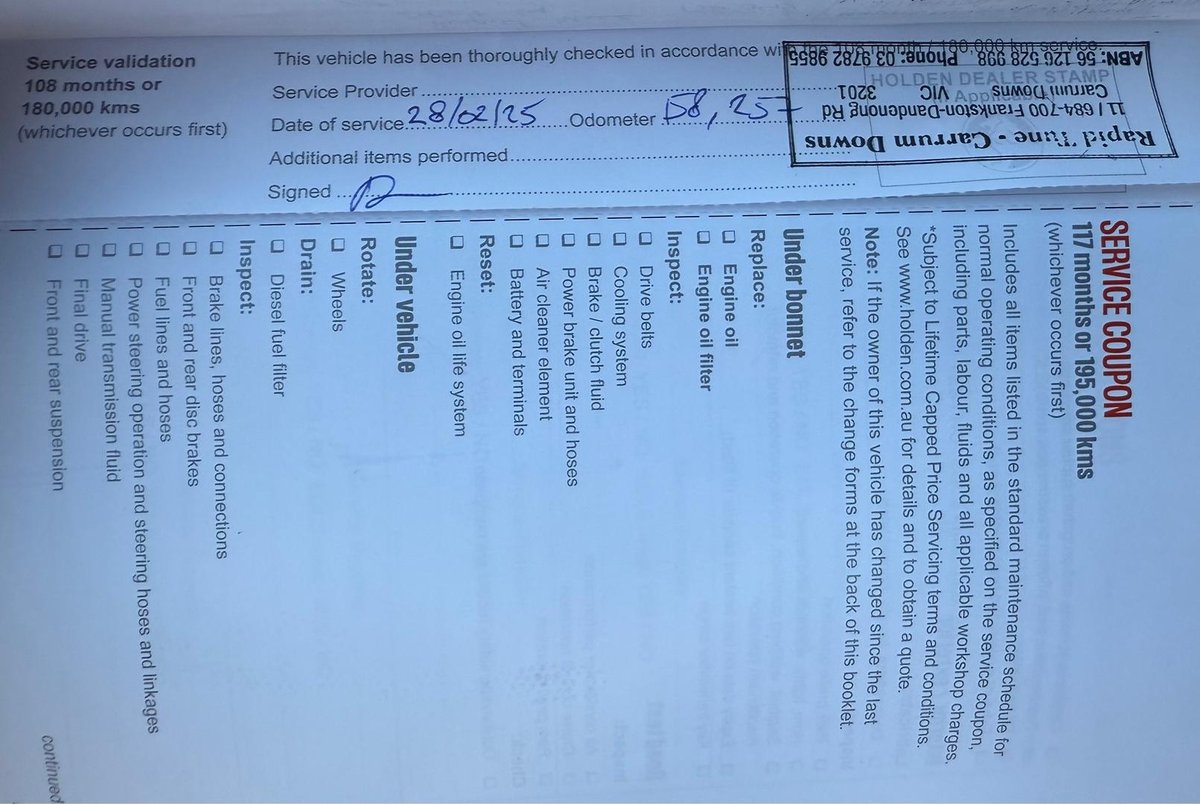 Service validation
108 months or
180,000 kms
(whichever occurs first)
This vehicle has been thoroughly checked in accordance with the 108 month / 180,000 km service.
Service Provider
Date of service 28/02/25 Odometer 58,257
Additional items performed
Signed
HOLDEN DEALER STAMP
Rapid Tune - Carrum Downs
11 / 684-700 Frankston-Dandenong Rd
Carrum Downs VIC 3201
ABN: 56 126 528 998 Phone: 03 9782 9855
SERVICE COUPON
117 months or 195,000 kms
(whichever occurs first)
Includes all items listed in the standard maintenance schedule for
normal operating conditions, as specified on the service coupon,
including parts, labour, fluids and all applicable workshop charges.
*Subject to Lifetime Capped Price Servicing terms and conditions.
See www.holden.com.au for details and to obtain a quote.
Note: If the owner of this vehicle has changed since the last
service, refer to the change forms at the back of this booklet.
Under bonnet
Replace:
Engine oil
Engine oil filter
Inspect:
Drive belts
Cooling system
Brake / clutch fluid
Power brake unit and hoses
Air cleaner element
Battery and terminals
Reset:
Engine oil life system
Under vehicle
Rotate:
Wheels
Drain:
Diesel fuel filter
Inspect:
Brake lines, hoses and connections
Front and rear disc brakes
Fuel lines and hoses
Power steering operation and steering hoses and linkages
Manual transmission fluid
Final drive
Front and rear suspension
continued